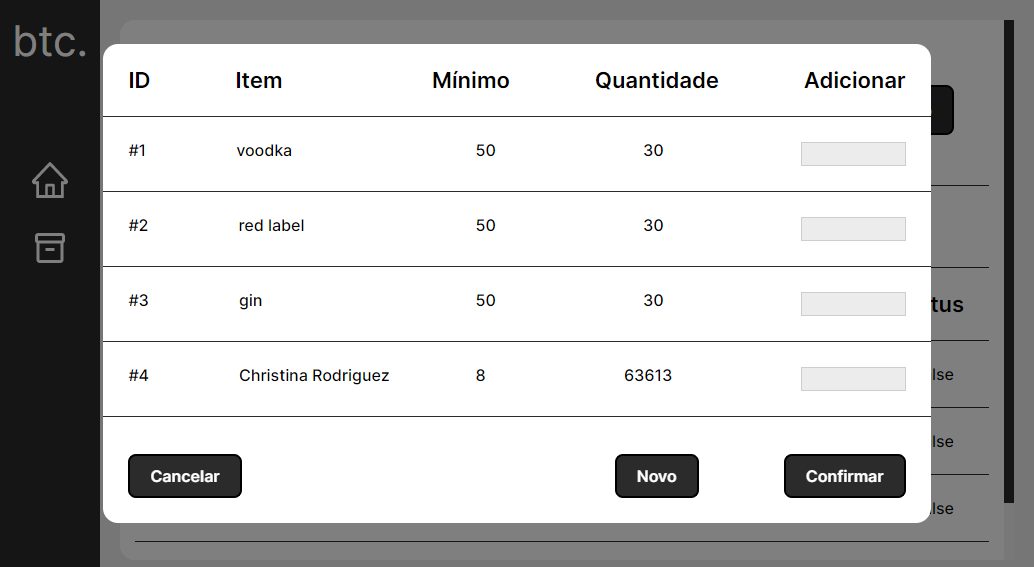 btc.
ID Item Mínimo Quantidade Adicionar
#1 voodka 50 30
#2 red label 50 30
#3 gin 50 30
tus
#4 Christina Rodriguez 8 63613
lse
lse
Cancelar Novo Confirmar
lse